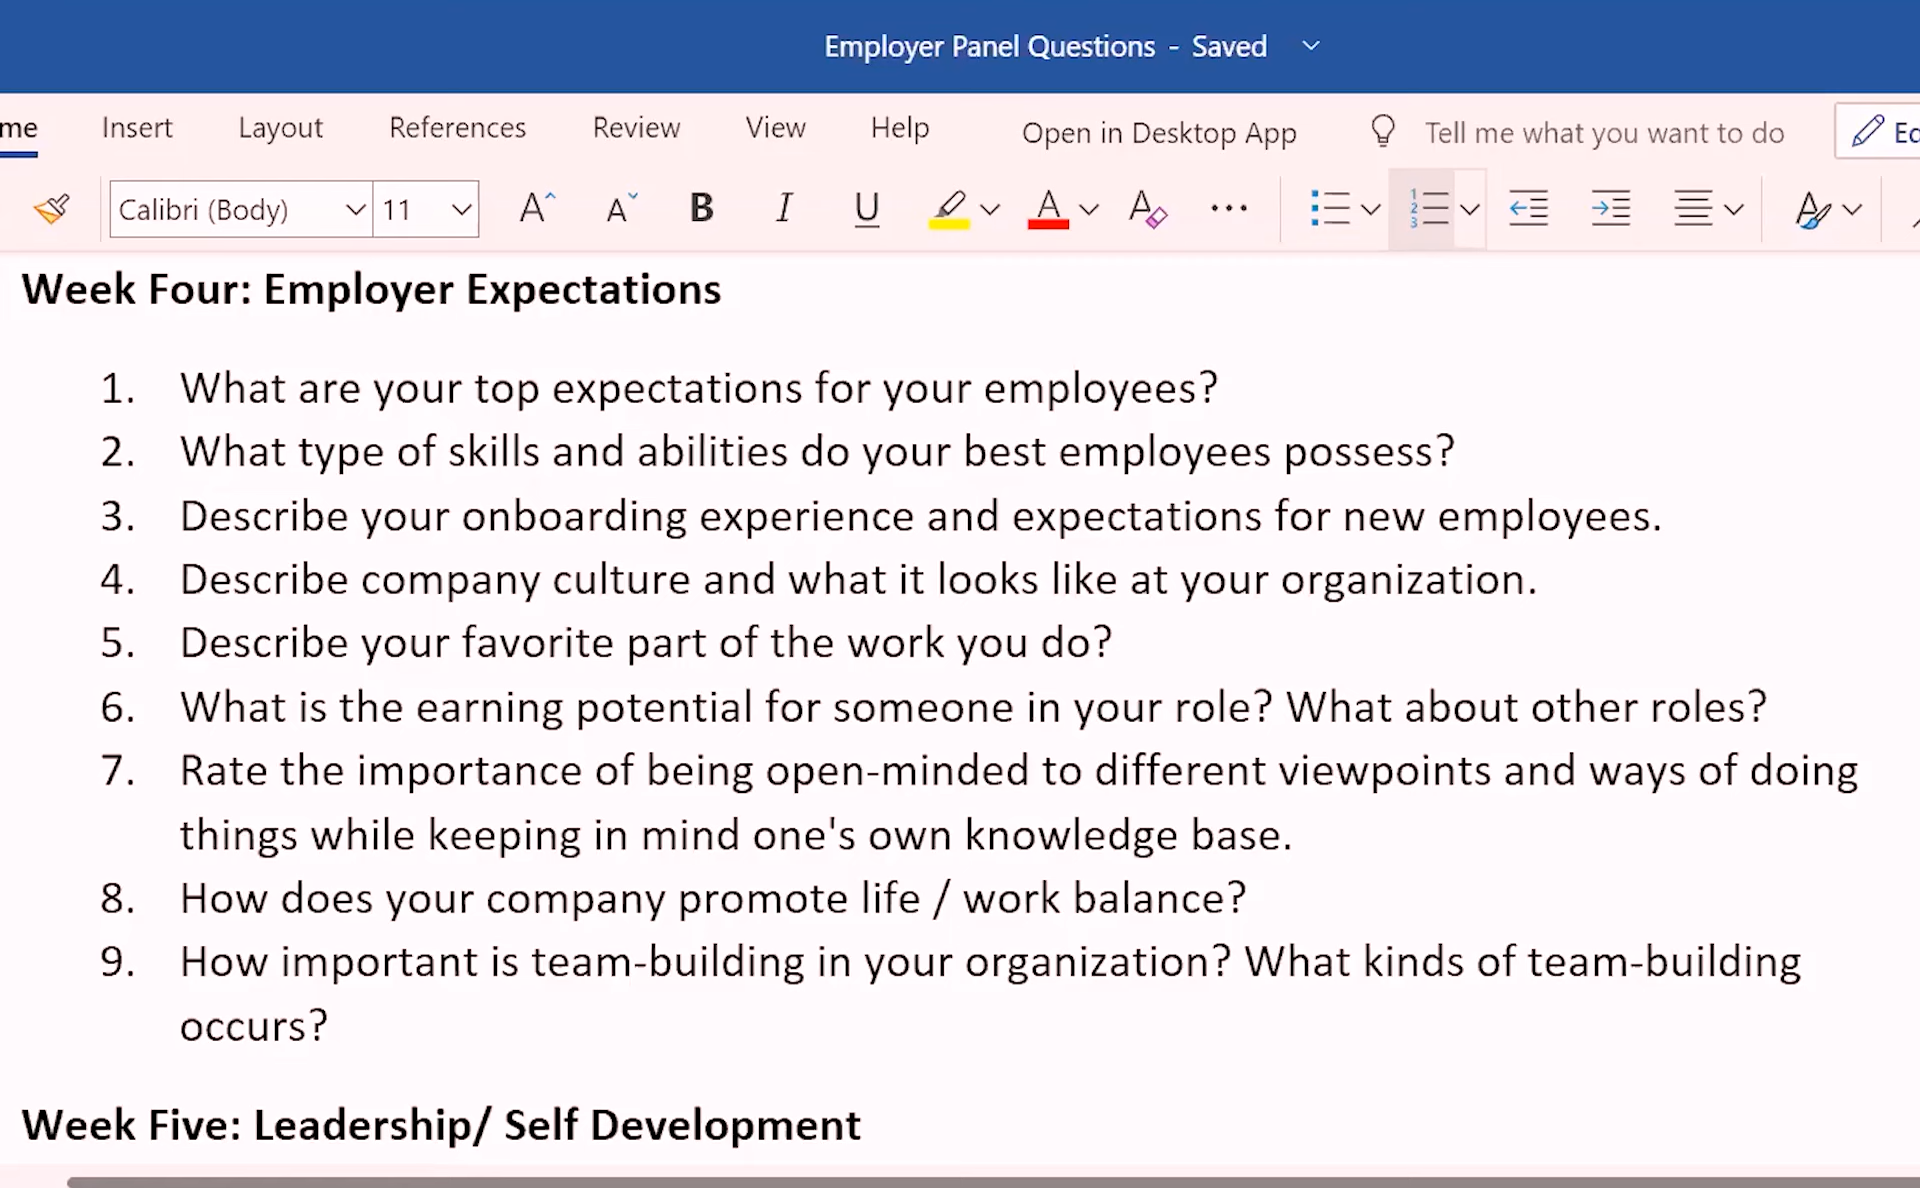 Employer Panel Questions - Saved
me Insert Layout References Review View Help Open in Desktop App Tell me what you want to do Ed
Calibri (Body) 11 A A B I U A A A
Week Four: Employer Expectations
1. What are your top expectations for your employees?
2. What type of skills and abilities do your best employees possess?
3. Describe your onboarding experience and expectations for new employees.
4. Describe company culture and what it looks like at your organization.
5. Describe your favorite part of the work you do?
6. What is the earning potential for someone in your role? What about other roles?
7. Rate the importance of being open-minded to different viewpoints and ways of doing
things while keeping in mind one's own knowledge base.
8. How does your company promote life / work balance?
9. How important is team-building in your organization? What kinds of team-building
occurs?
Week Five: Leadership/ Self Development